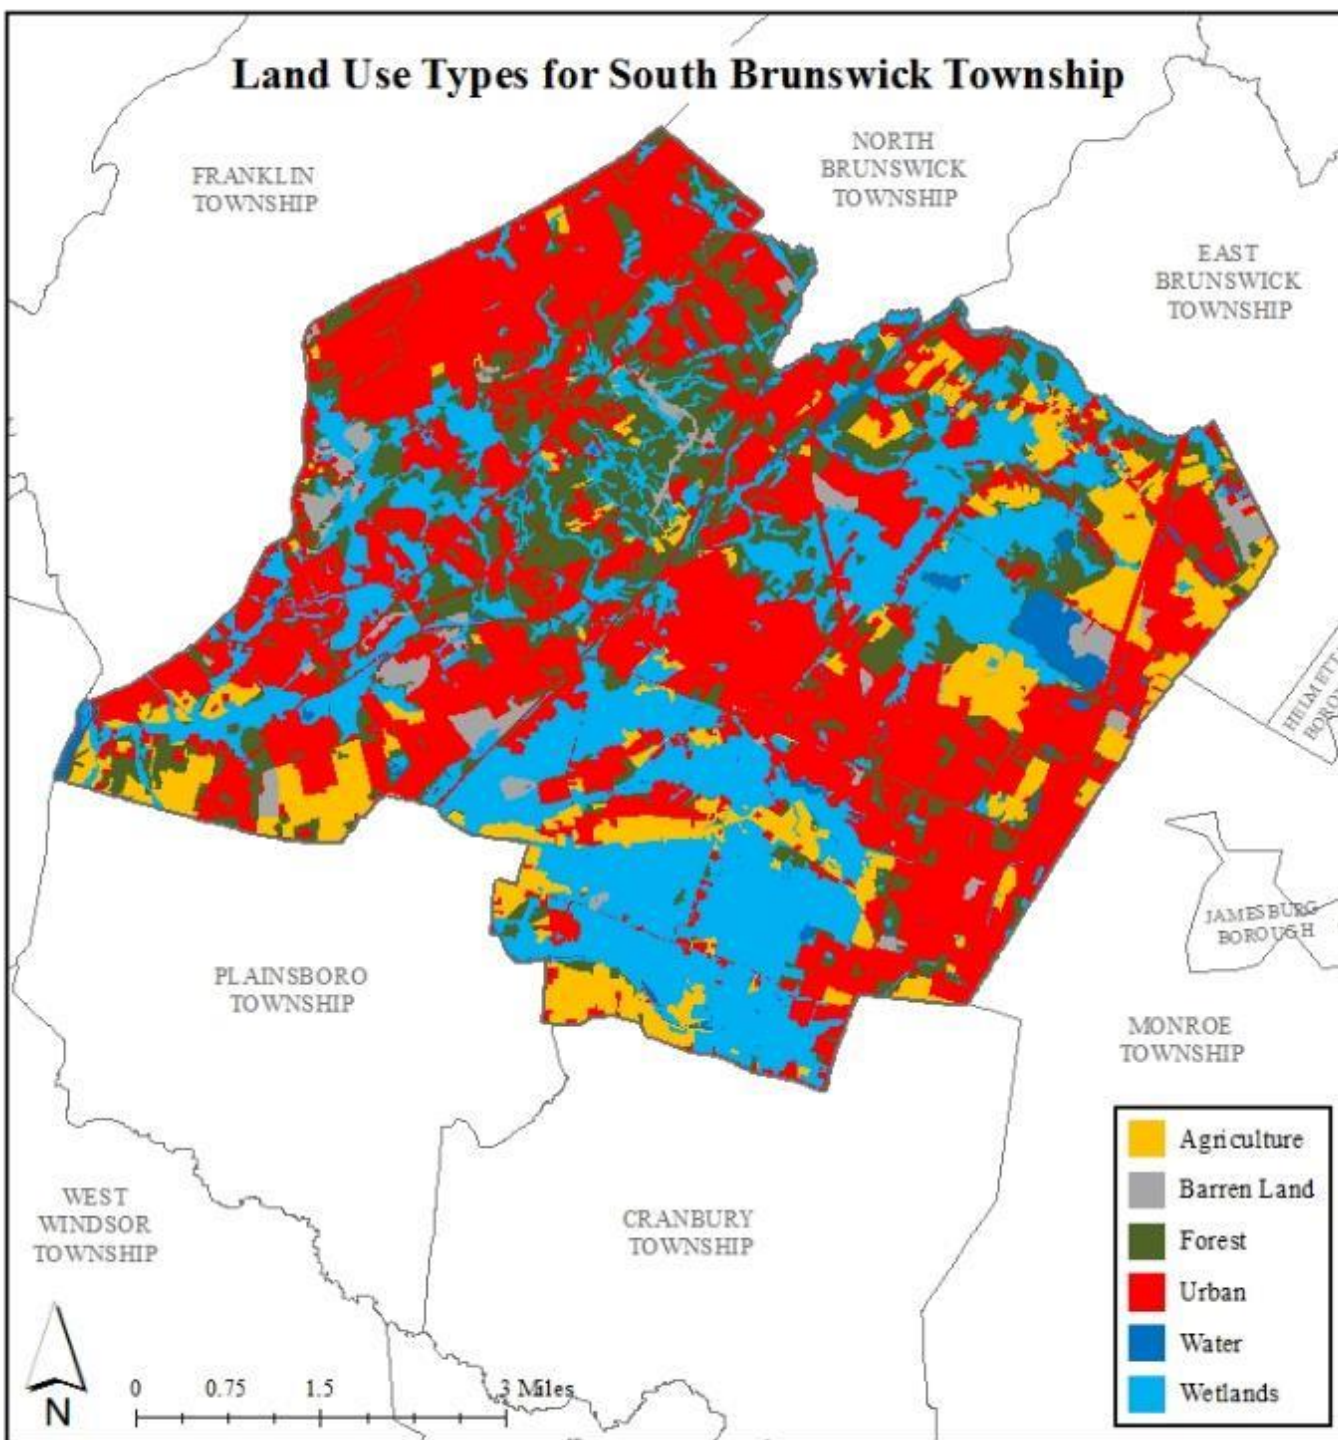 Land Use Types for South Brunswick Township
FRANKLIN
TOWNSHIP
NORTH
BRUNSWICK
TOWNSHIP
EAST
BRUNSWICK
TOWNSHIP
JAMESBURG
BOROUGH
PLAINSBORO
TOWNSHIP
MONROE
TOWNSHIP
WEST
WINDSOR
TOWNSHIP
CRANBURY
TOWNSHIP
Agriculture
Barren Land
Forest
Urban
Water
Wetlands
N
0 0.75 1.5 3 Miles